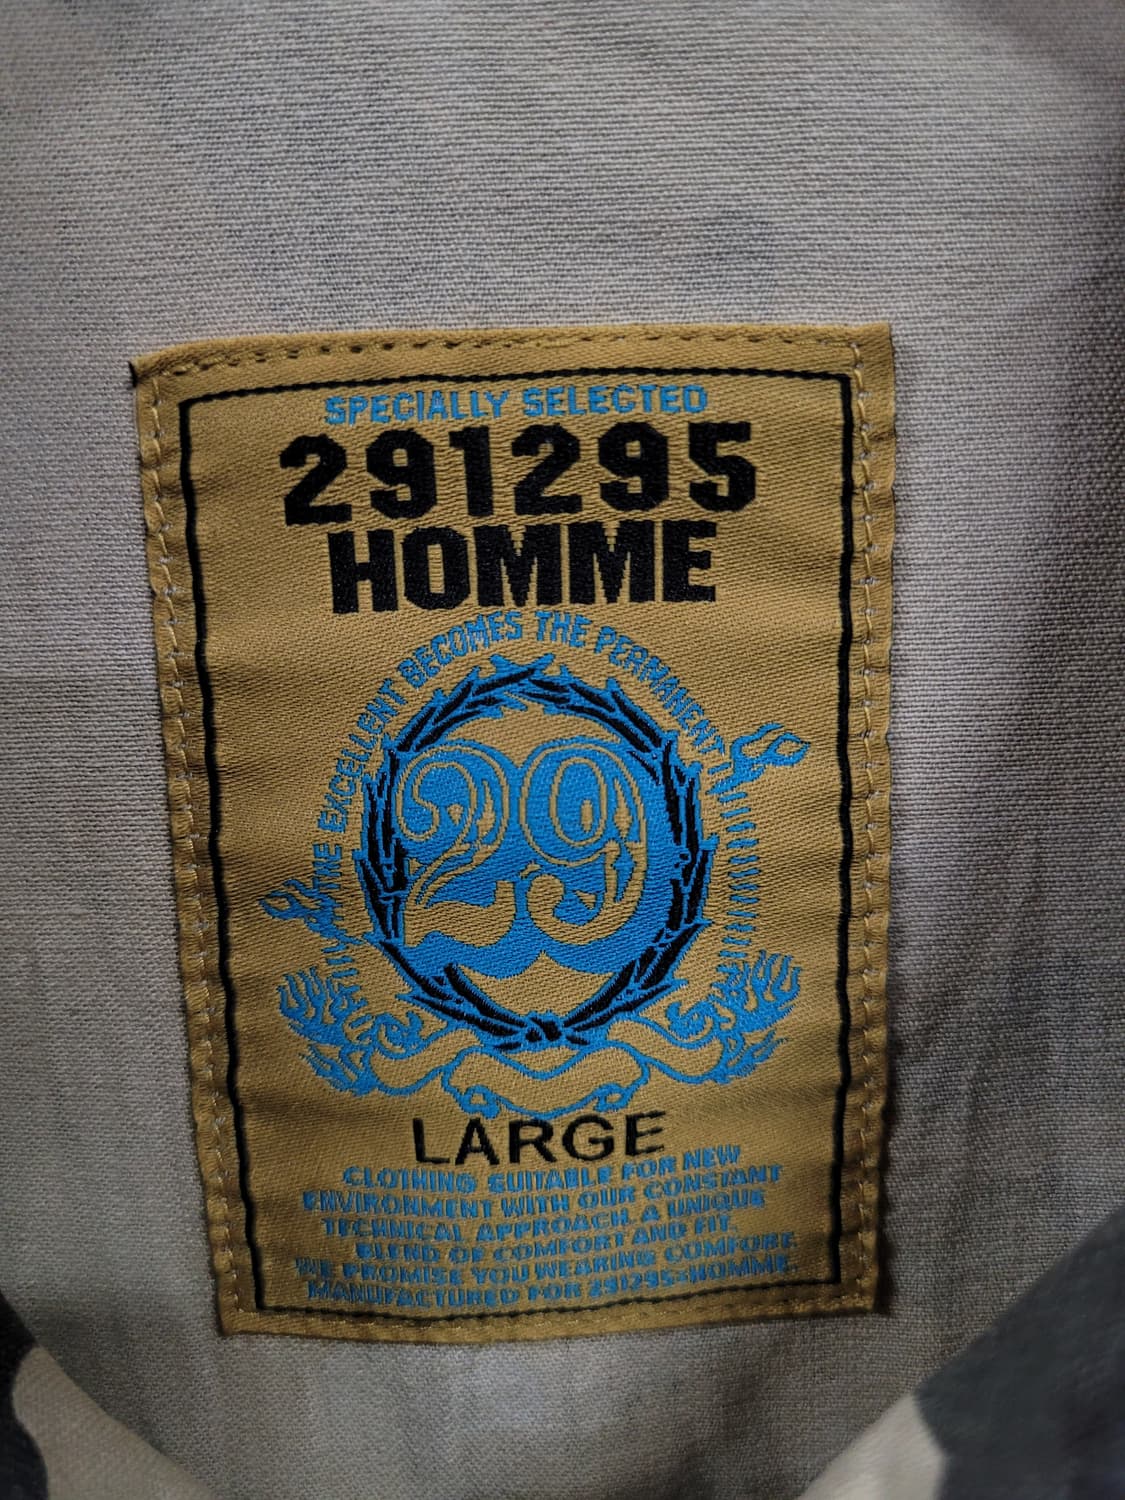 SPECIALLY SELECTED
291295
HOMME
THE EXCELLENT BECOMES THE PERMANENT
29
LARGE
CLOTHING SUITABLE FOR NEW
ENVIRONMENT WITH OUR CONSTANT
TECHNICAL APPROACH. A UNIQUE
BLEND OF COMFORT AND FIT.
WE PROMISE YOU WEARING COMFORE.
MANUFACTURED FOR 291295=HOMME.